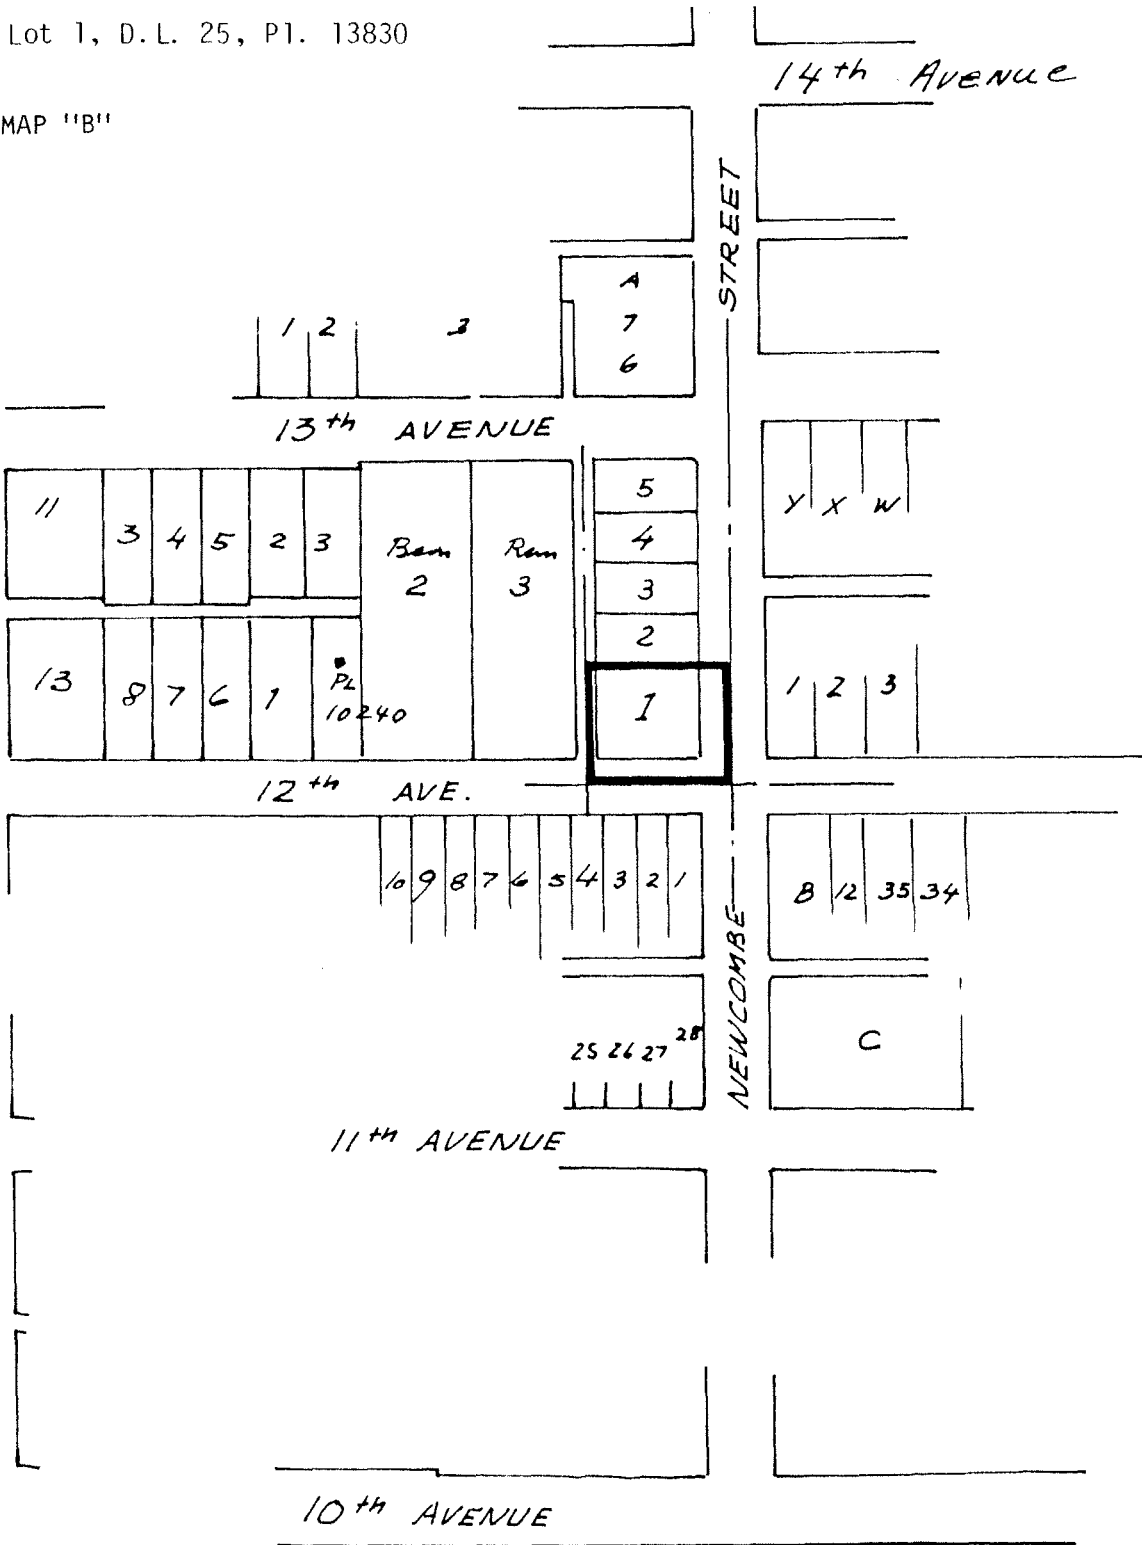 Lot 1, D.L. 25, Pl. 13830
14th AVENUE
MAP "B"
STREET
A
7
6
1 2 3
13th AVENUE
5
4
3
2
1
Y X W
11 3 4 5 2 3
2
Rem
3
13 8 7 6 1
PL
10240
1 2 3
12th AVE.
10 9 8 7 6 5 4 3 2 1
B 12 35 34
NEWCOMBE
25 26 27 28
C
11th AVENUE
10th AVENUE